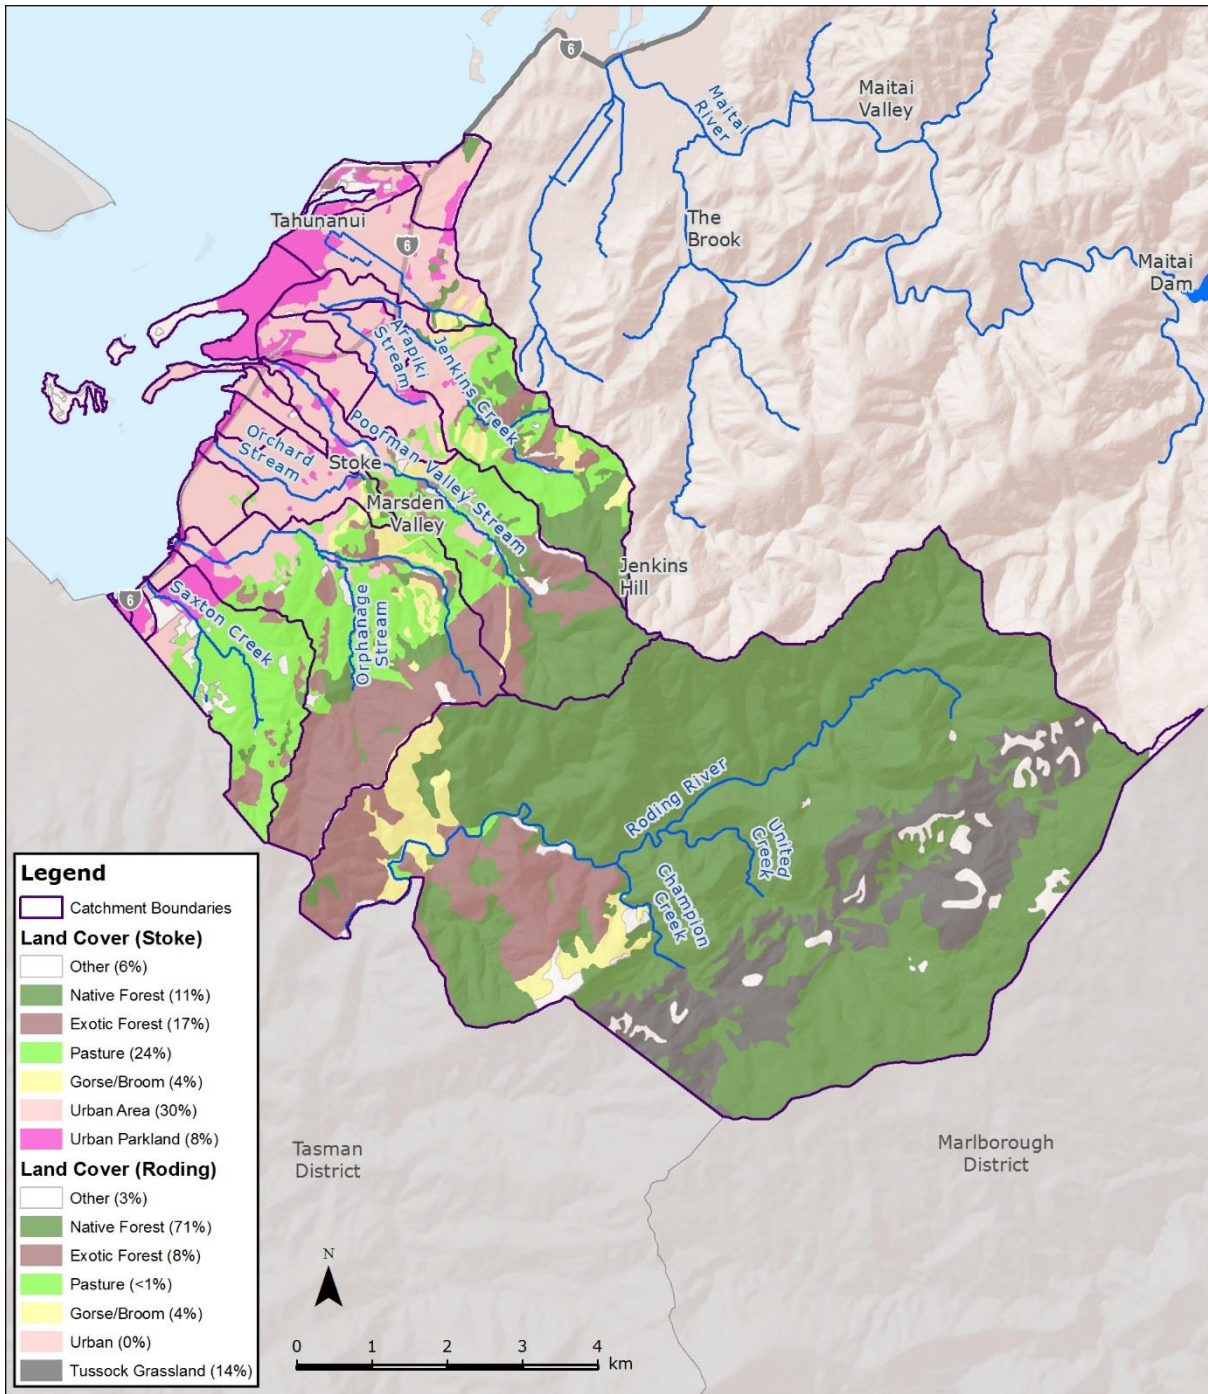 6
Maitai
River
Maitai
Valley
Tahunanui
6
The
Brook
Maitai
Dam
Arapiki
Stream
Jenkins Creek
Poorman Valley Stream
Orchard
Stream
Stoke
Marsden
Valley
Jenkins
Hill
6
Saxton Creek
Orphanage
Stream
Roding River
United
Creek
Champion
Creek
Legend
Catchment Boundaries
Land Cover (Stoke)
Other (6%)
Native Forest (11%)
Exotic Forest (17%)
Pasture (24%)
Gorse/Broom (4%)
Urban Area (30%)
Urban Parkland (8%)
Land Cover (Roding)
Other (3%)
Native Forest (71%)
Exotic Forest (8%)
Pasture (<1%)
Gorse/Broom (4%)
Urban (0%)
Tussock Grassland (14%)
Tasman
District
Marlborough
District
N
0 1 2 3 4
km